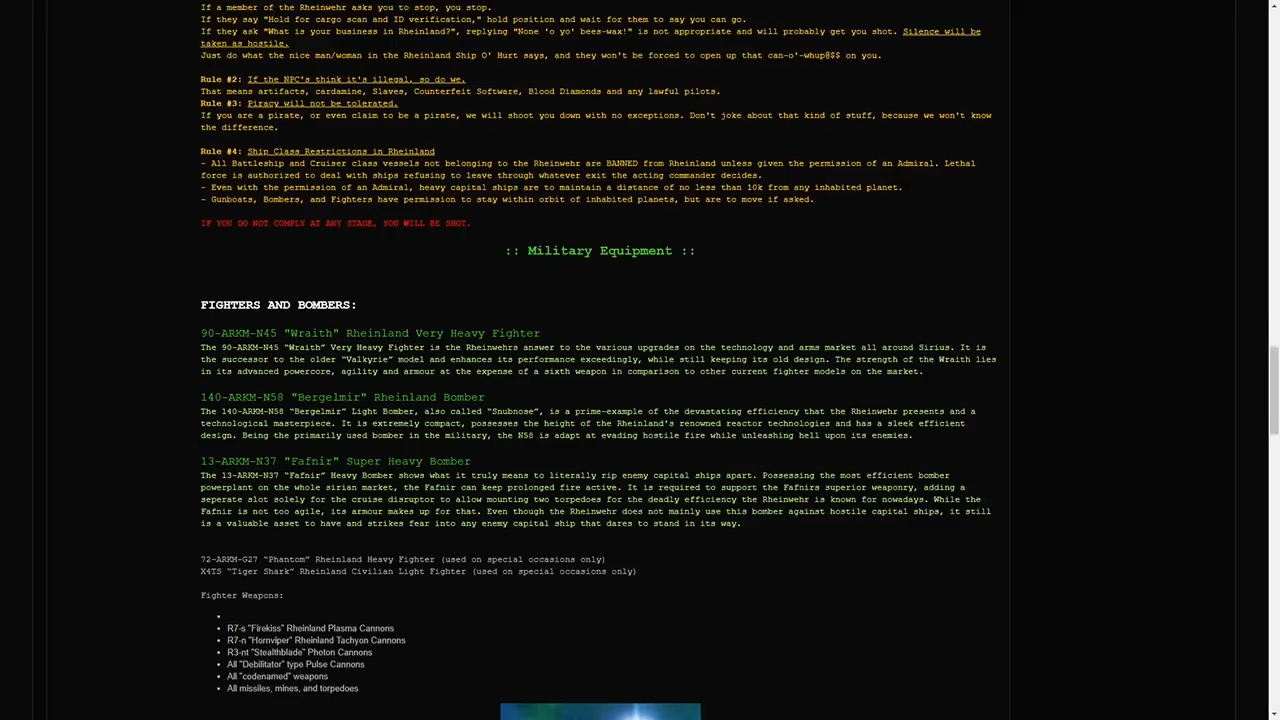 If a member of the Rheinwehr asks you to stop, you stop.
If they say "Hold for cargo scan and ID verification," hold position and wait for them to say you can go.
If they ask "What is your business in Rheinland?", replying "None 'o yo' bees-wax!" is not appropriate and will probably get you shot. Silence will be
taken as hostile.
Just do what the nice man/woman in the Rheinland Ship O' Hurt says, and they won't be forced to open up that can-o'-whup@$$ on you.
Rule #2: If the NPC's think it's illegal, so do we.
That means artifacts, cardamine, Slaves, Counterfeit Software, Blood Diamonds and any lawful pilots.
Rule #3: Piracy will not be tolerated.
If you are a pirate, or even claim to be a pirate, we will shoot you down with no exceptions. Don't joke about that kind of stuff, because we won't know
the difference.
Rule #4: Ship Class Restrictions in Rheinland
- All Battleship and Cruiser class vessels not belonging to the Rheinwehr are BANNED from Rheinland unless given the permission of an Admiral. Lethal
force is authorized to deal with ships refusing to leave through whatever exit the acting commander decides.
- Even with the permission of an Admiral, heavy capital ships are to maintain a distance of no less than 10k from any inhabited planet.
- Gunboats, Bombers, and Fighters have permission to stay within orbit of inhabited planets, but are to move if asked.
IF YOU DO NOT COMPLY AT ANY STAGE, YOU WILL BE SHOT.
:: Military Equipment ::
FIGHTERS AND BOMBERS:
90-ARKM-N45 "Wraith" Rheinland Very Heavy Fighter
The 90-ARKM-N45 “Wraith” Very Heavy Fighter is the Rheinwehrs answer to the various upgrades on the technology and arms market all around Sirius. It is
the successor to the older “Valkyrie” model and enhances its performance exceedingly, while still keeping its old design. The strength of the Wraith lies
in its advanced powercore, agility and armour at the expense of a sixth weapon in comparison to other current fighter models on the market.
140-ARKM-N58 "Bergelmir" Rheinland Bomber
The 140-ARKM-N58 “Bergelmir” Light Bomber, also called “Snubnose”, is a prime-example of the devastating efficiency that the Rheinwehr presents and a
technological masterpiece. It is extremely compact, possesses the height of the Rheinland's renowned reactor technologies and has a sleek efficient
design. Being the primarily used bomber in the military, the N58 is adapt at evading hostile fire while unleashing hell upon its enemies.
13-ARKM-N37 "Fafnir" Super Heavy Bomber
The 13-ARKM-N37 “Fafnir” Heavy Bomber shows what it truly means to literally rip enemy capital ships apart. Possessing the most efficient bomber
powerplant on the whole sirian market, the Fafnir can keep prolonged fire active. It is required to support the Fafnirs superior weaponry, adding a
seperate slot solely for the cruise disruptor to allow mounting two torpedoes for the deadly efficiency the Rheinwehr is known for nowadays. While the
Fafnir is not too agile, its armour makes up for that. Even though the Rheinwehr does not mainly use this bomber against hostile capital ships, it still
is a valuable asset to have and strikes fear into any enemy capital ship that dares to stand in its way.
72-ARKM-G27 “Phantom” Rheinland Heavy Fighter (used on special occasions only)
X4TS “Tiger Shark” Rheinland Civilian Light Fighter (used on special occasions only)
Fighter Weapons:
•
• R7-s "Firekiss" Rheinland Plasma Cannons
• R7-n "Hornviper" Rheinland Tachyon Cannons
• R3-nt "Stealthblade" Photon Cannons
• All "Debilitator" type Pulse Cannons
• All "codenamed" weapons
• All missiles, mines, and torpedoes